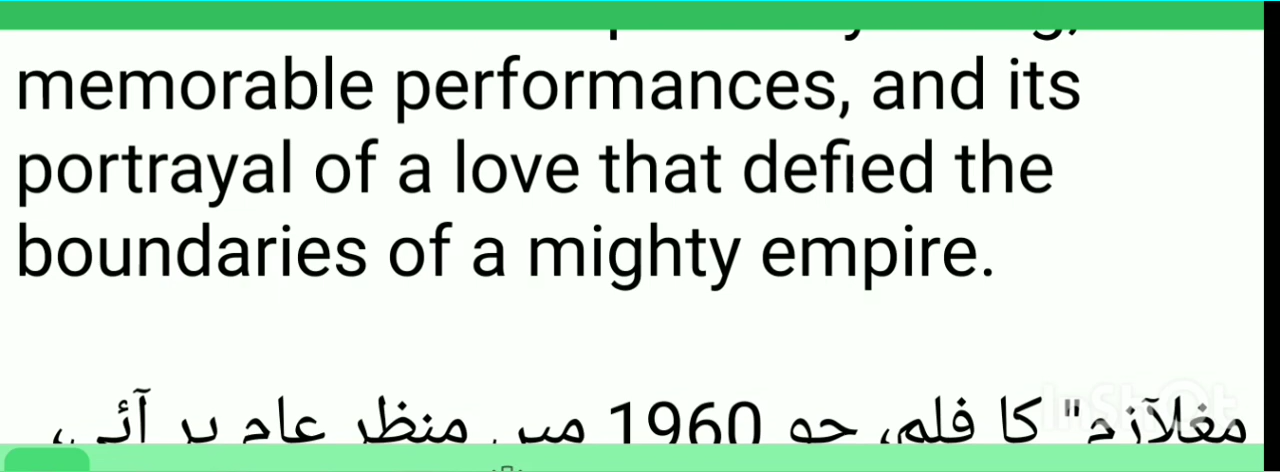 memorable performances, and its
portrayal of a love that defied the
boundaries of a mighty empire.
مغلآزم" کا فلم، جو 1960 میں منظر عام پر آئی،
InShOt